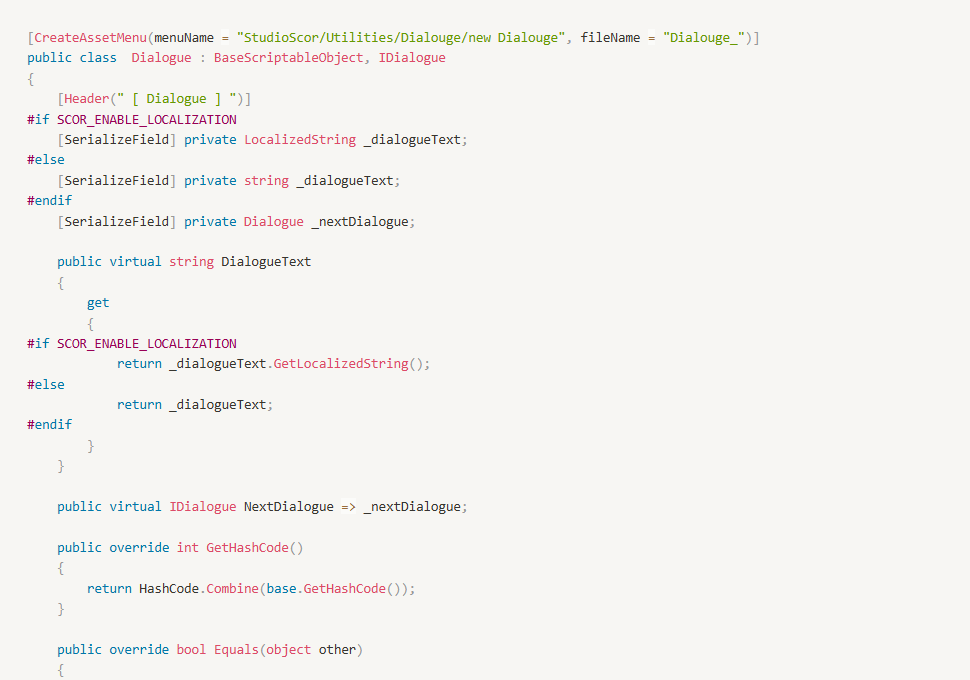 [CreateAssetMenu(menuName = "StudioScor/Utilities/Dialouge/new Dialouge", fileName = "Dialouge_")]
public class  Dialogue : BaseScriptableObject, IDialogue
{
    [Header(" [ Dialogue ] ")]
#if SCOR_ENABLE_LOCALIZATION
    [SerializeField] private LocalizedString _dialogueText;
#else
    [SerializeField] private string _dialogueText;
#endif
    [SerializeField] private Dialogue _nextDialogue;

    public virtual string DialogueText
    {
        get
        {
#if SCOR_ENABLE_LOCALIZATION
            return _dialogueText.GetLocalizedString();
#else
            return _dialogueText;
#endif
        }
    }

    public virtual IDialogue NextDialogue => _nextDialogue;

    public override int GetHashCode()
    {
        return HashCode.Combine(base.GetHashCode());
    }

    public override bool Equals(object other)
    {